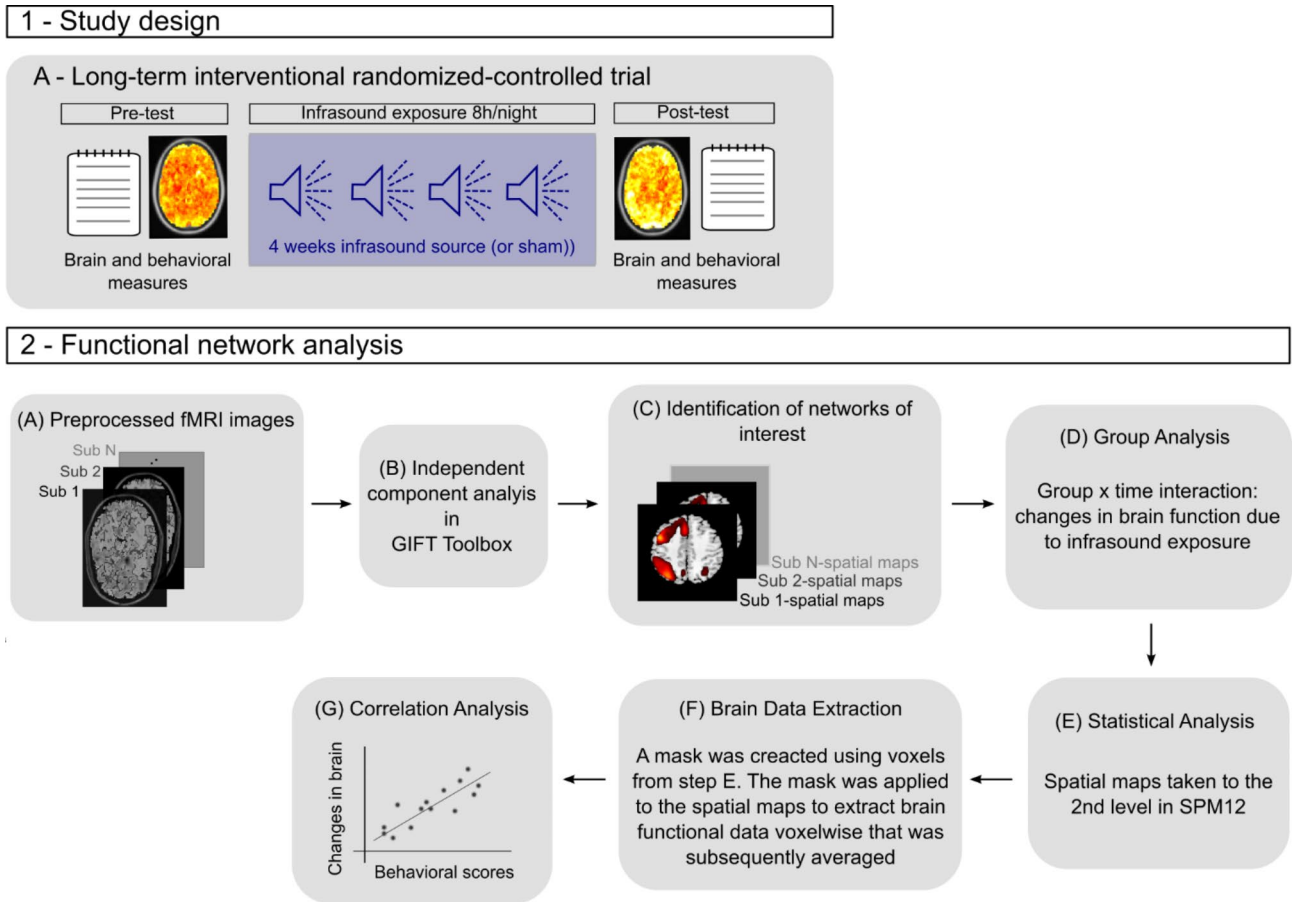 1 - Study design
A - Long-term interventional randomized-controlled trial
Pre-test
Infrasound exposure 8h/night
Post-test
4 weeks infrasound source (or sham))
Brain and behavioral
measures
Brain and behavioral
measures
2 - Functional network analysis
(A) Preprocessed fMRI images
Sub N
Sub 2
Sub 1
(B) Independent
component analyis
in
GIFT Toolbox
(C) Identification of networks of
interest
Sub N-spatial maps
Sub 2-spatial maps
Sub 1-spatial maps
(D) Group Analysis
Group x time interaction:
changes in brain function due
to infrasound exposure
(E) Statistical Analysis
Spatial maps taken to the
2nd level in SPM12
(F) Brain Data Extraction
A mask was creacted using voxels
from step E. The mask was applied
to the spatial maps to extract brain
functional data voxelwise that was
subsequently averaged
(G) Correlation Analysis
Changes in brain
Behavioral scores